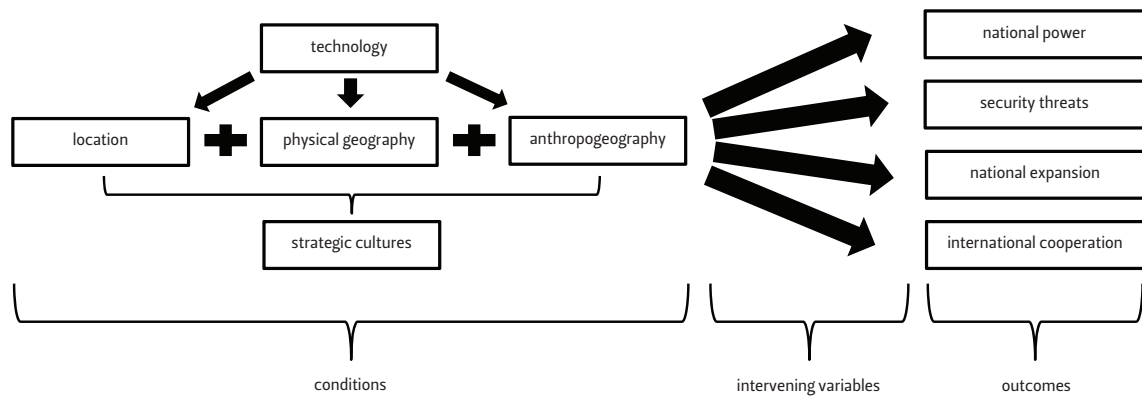 technology
national power
security threats
location
physical geography
anthropogeography
national expansion
strategic cultures
international cooperation
conditions
intervening variables
outcomes